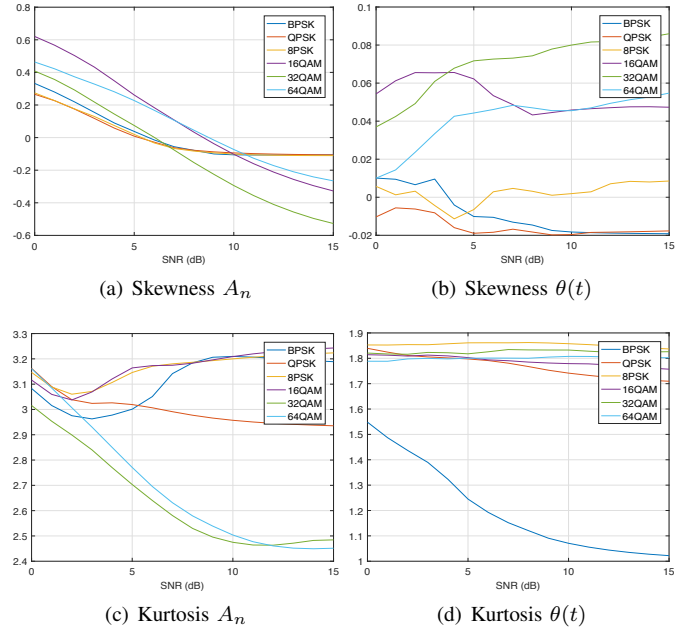 0.8
0.6
0.4
0.2
0
-0.2
-0.4
-0.6
0 5 10 15
SNR (dB)
BPSK
QPSK
8PSK
16QAM
32QAM
64QAM
(a) Skewness Aₙ
0.1
0.08
0.06
0.04
0.02
0
-0.02
0 5 10 15
SNR (dB)
BPSK
QPSK
8PSK
16QAM
32QAM
64QAM
(b) Skewness θ(t)
3.3
3.2
3.1
3
2.9
2.8
2.7
2.6
2.5
2.4
0 5 10 15
SNR (dB)
BPSK
QPSK
8PSK
16QAM
32QAM
64QAM
(c) Kurtosis Aₙ
1.9
1.8
1.7
1.6
1.5
1.4
1.3
1.2
1.1
1
0 5 10 15
SNR (dB)
BPSK
QPSK
8PSK
16QAM
32QAM
64QAM
(d) Kurtosis θ(t)